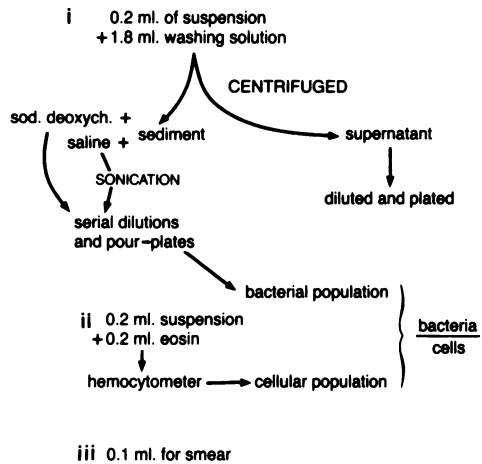 i 0.2 ml. of suspension
+ 1.8 ml. washing solution
CENTRIFUGED
sod. deoxych. +
saline + sediment
supernatant
SONICATION
diluted and plated
serial dilutions
and pour-plates
bacterial population
ii 0.2 ml. suspension
+ 0.2 ml. eosin
bacteria
cells
hemocytometer cellular population
iii 0.1 ml. for smear